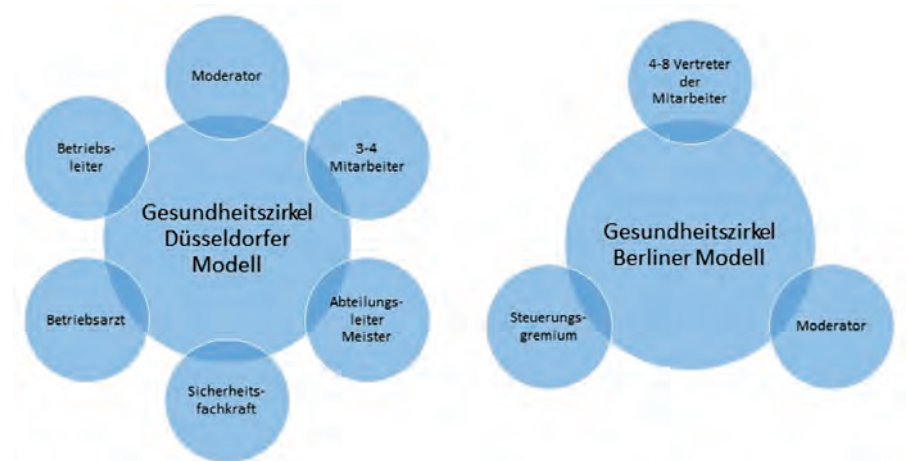 Moderator
3-4
Mitarbeiter
Abteilungs-
leiter
Meister
Sicherheits-
fachkraft
Betriebsarzt
Betriebs-
leiter
Gesundheitszirkel
Düsseldorfer
Modell
4-8 Vertreter
der
Mitarbeiter
Moderator
Steuerungs-
gremium
Gesundheitszirkel
Berliner Modell